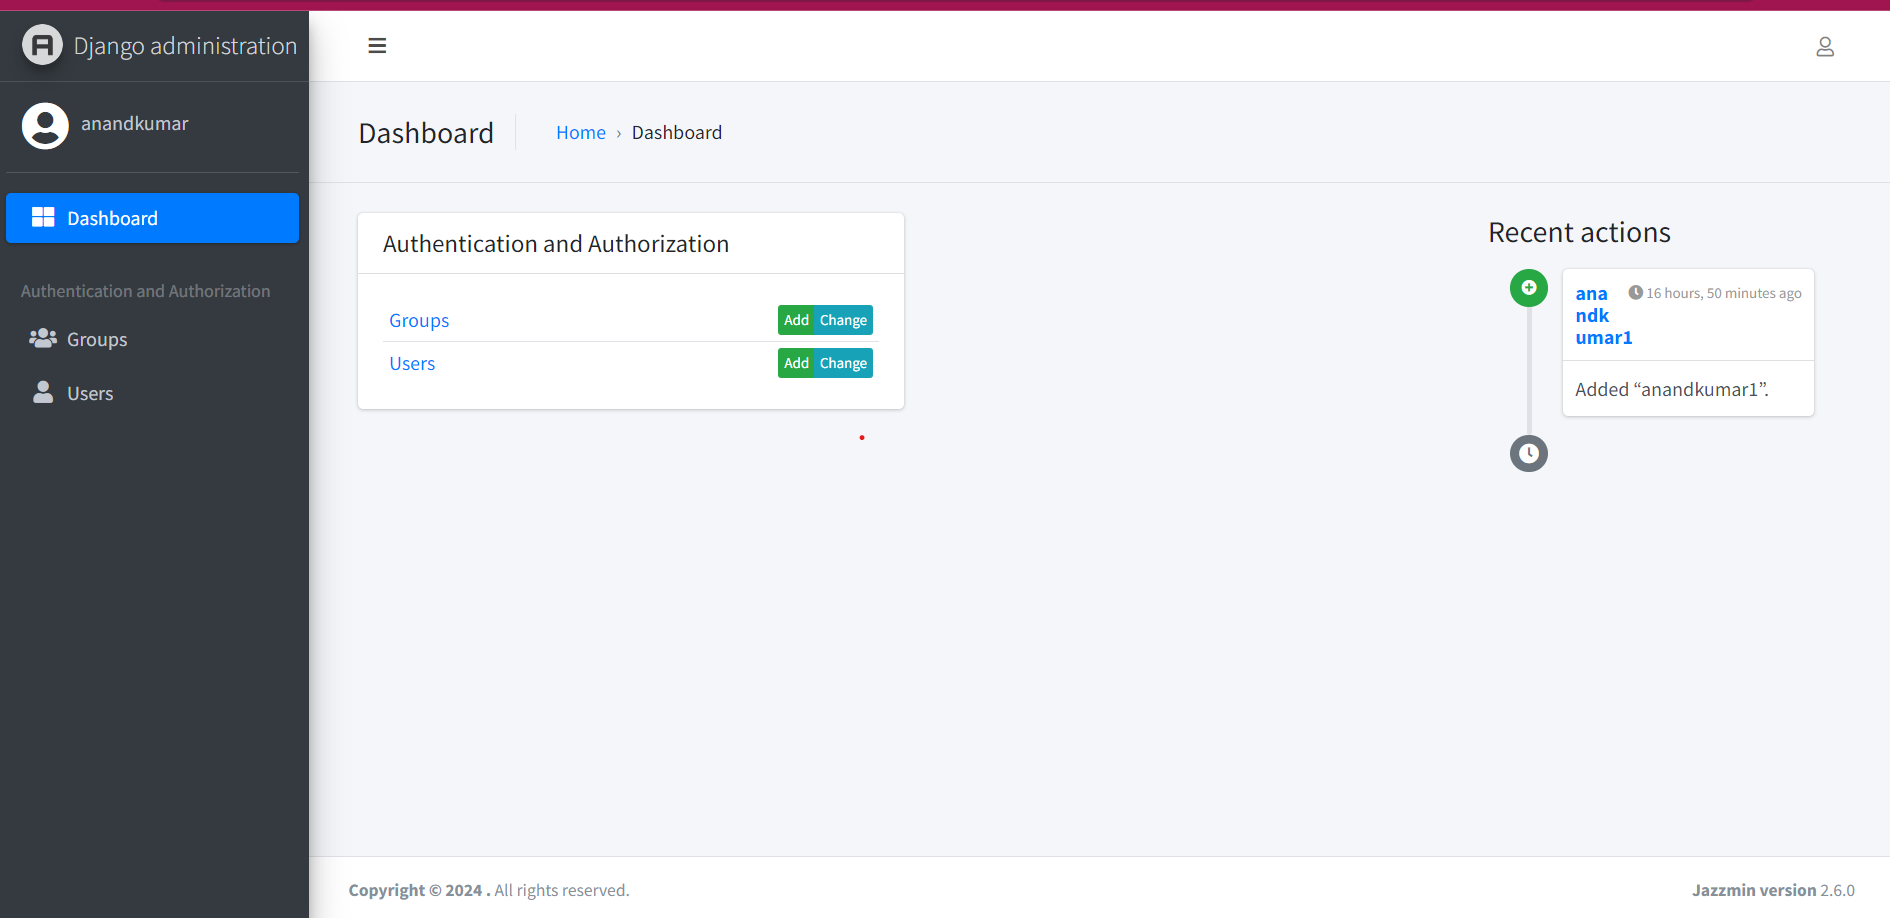 Django administration
anandkumar
Dashboard
Authentication and Authorization
Groups
Users
Dashboard
Home › Dashboard
Authentication and Authorization
Groups Add Change
Users Add Change
Recent actions
ana
ndk
umar1
16 hours, 50 minutes ago
Added “anandkumar1”.
Copyright © 2024 . All rights reserved.
Jazzmin version 2.6.0